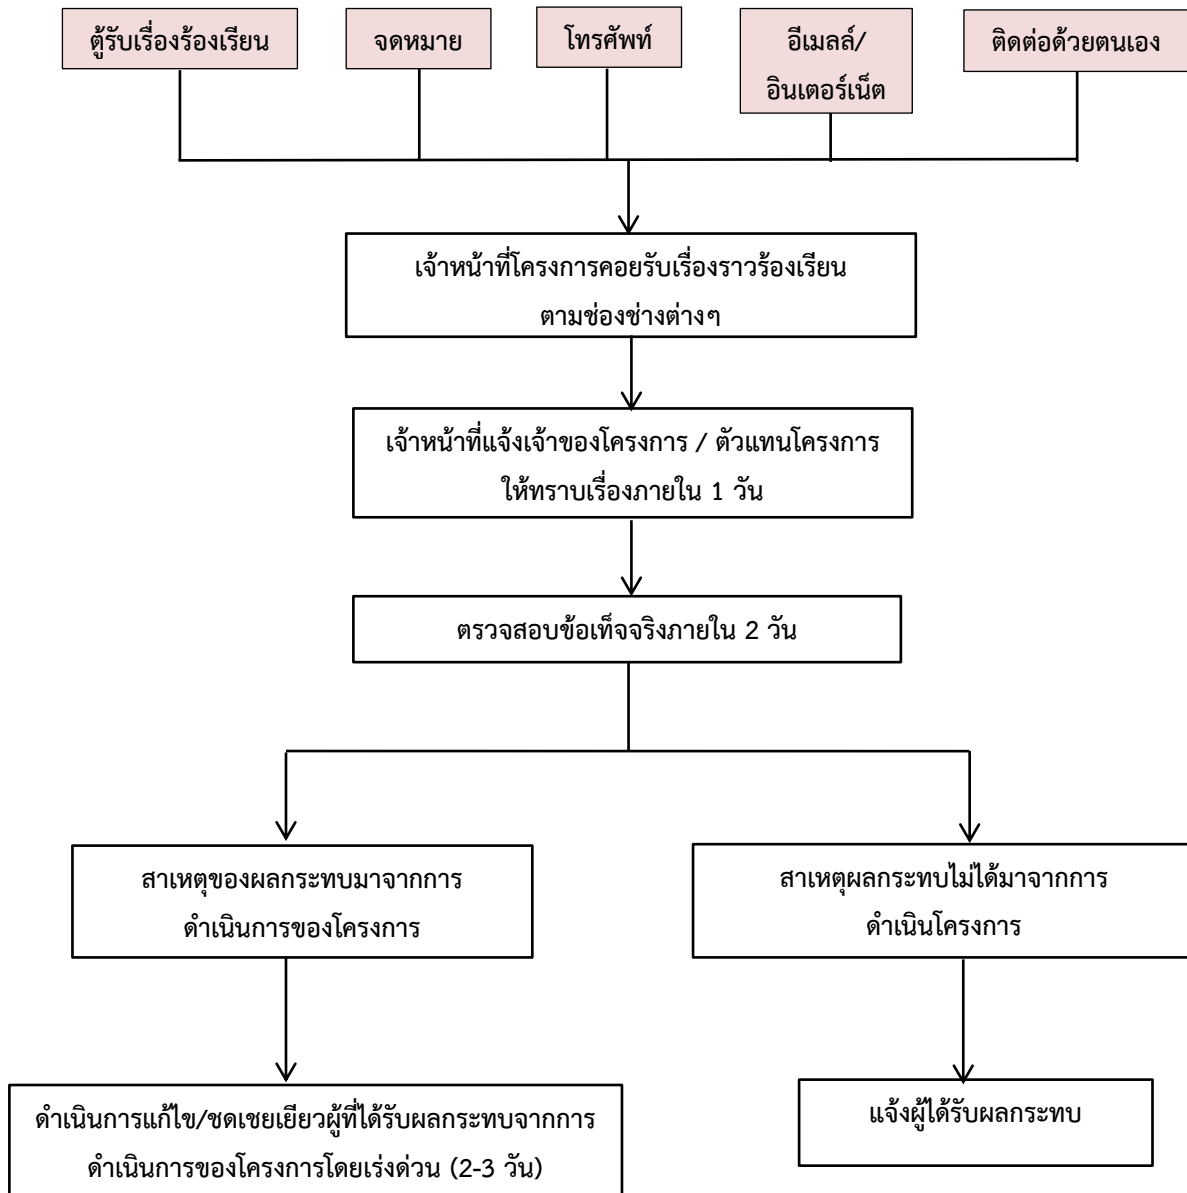 ตู้รับเรื่องร้องเรียน
จดหมาย
โทรศัพท์
อีเมลล์/
อินเตอร์เน็ต
ติดต่อด้วยตนเอง
เจ้าหน้าที่โครงการคอยรับเรื่องราวร้องเรียน
ตามช่องช่างต่างๆ
เจ้าหน้าที่แจ้งเจ้าของโครงการ / ตัวแทนโครงการ
ให้ทราบเรื่องภายใน 1 วัน
ตรวจสอบข้อเท็จจริงภายใน 2 วัน
สาเหตุของผลกระทบมาจากการ
ดำเนินการของโครงการ
สาเหตุผลกระทบไม่ได้มาจากการ
ดำเนินโครงการ
ดำเนินการแก้ไข/ชดเชยเยียวผู้ที่ได้รับผลกระทบจากการ
ดำเนินการของโครงการโดยเร่งด่วน (2-3 วัน)
แจ้งผู้ได้รับผลกระทบ